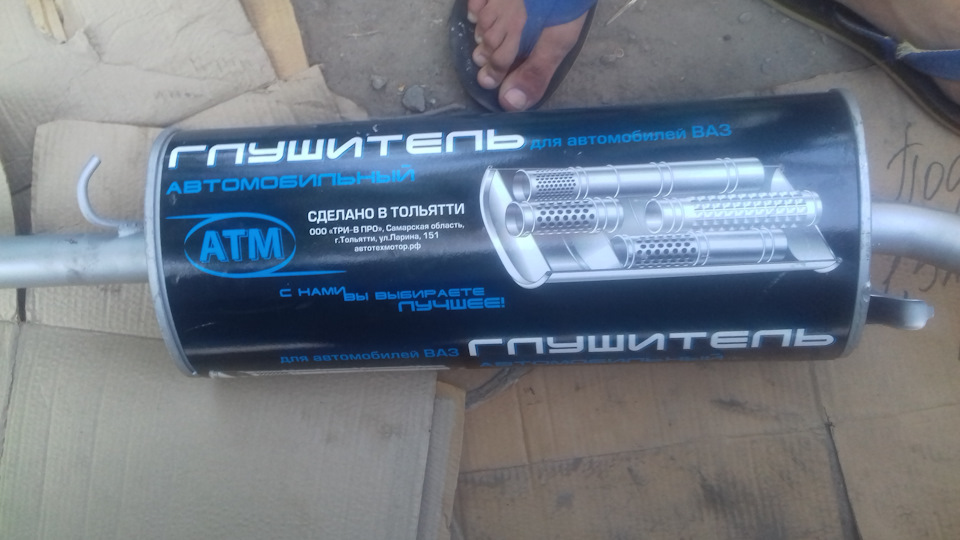 ГЛУШИТЕЛЬ для автомобилей ВАЗ
АВТОМОБИЛЬНЫЙ
АТМ
СДЕЛАНО В ТОЛЬЯТТИ
ООО «ТРИ-В ПРО», Самарская область,
г.Тольятти, ул.Ларина, 151
автотехмотор.рф
С НАМИ ВЫ ВЫБИРАЕТЕ
ЛУЧШЕЕ!
для автомобилей ВАЗ ГЛУШИТЕЛЬ
АВТОМОБИЛЬНЫЙ